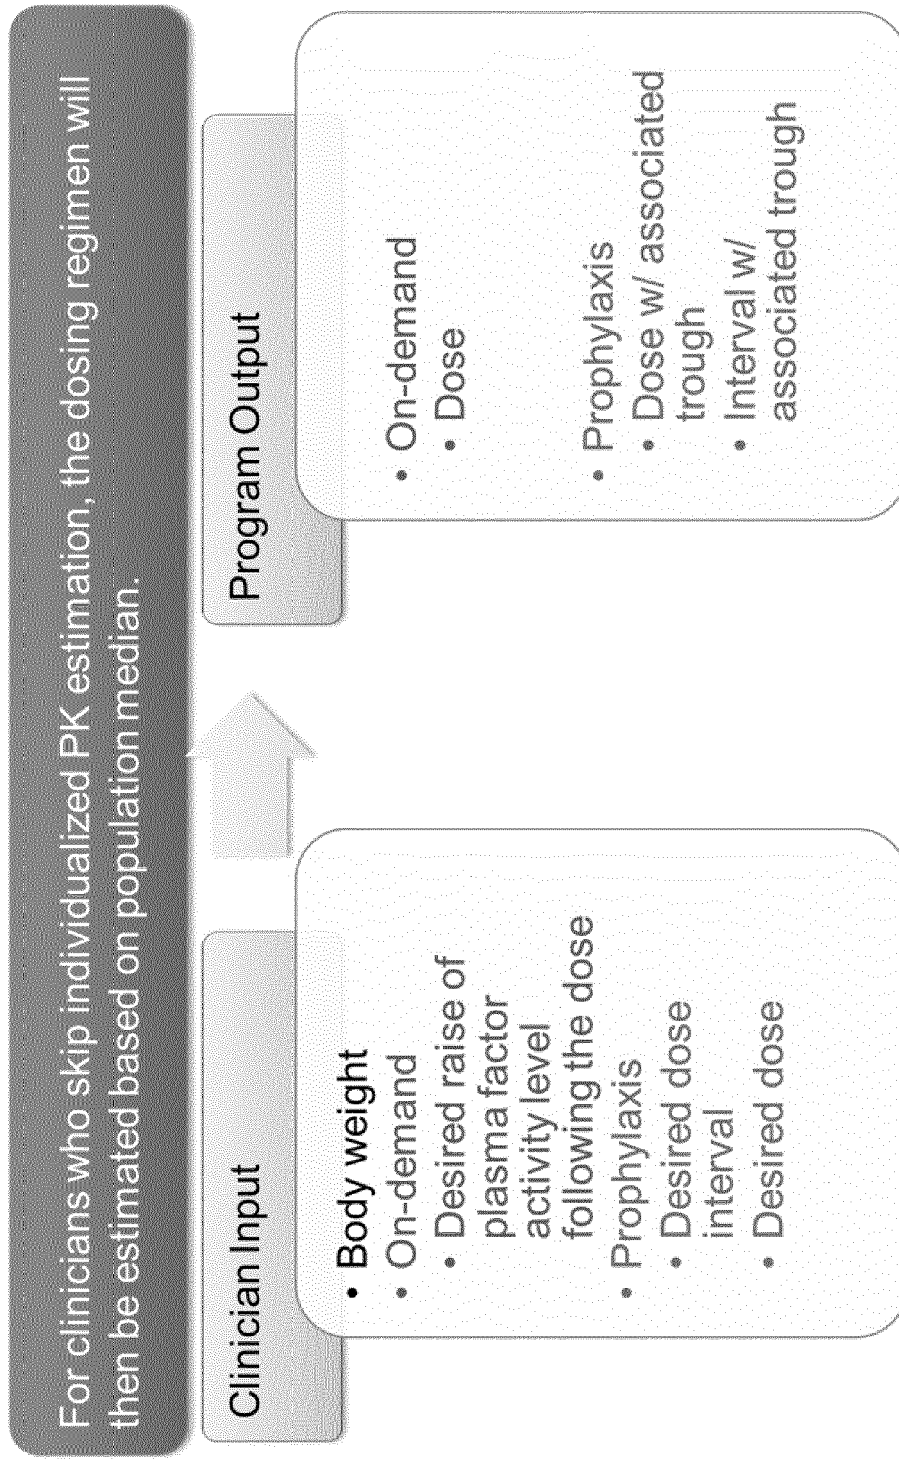 For clinicians who skip individualized PK estimation, the dosing regimen will
then be estimated based on population median.
Clinician Input
• Body weight
• On-demand
• Desired raise of
plasma factor
activity level
following the dose
• Prophylaxis
• Desired dose
interval
• Desired dose
Program Output
• On-demand
• Dose
• Prophylaxis
• Dose w/ associated
trough
• Interval w/
associated trough